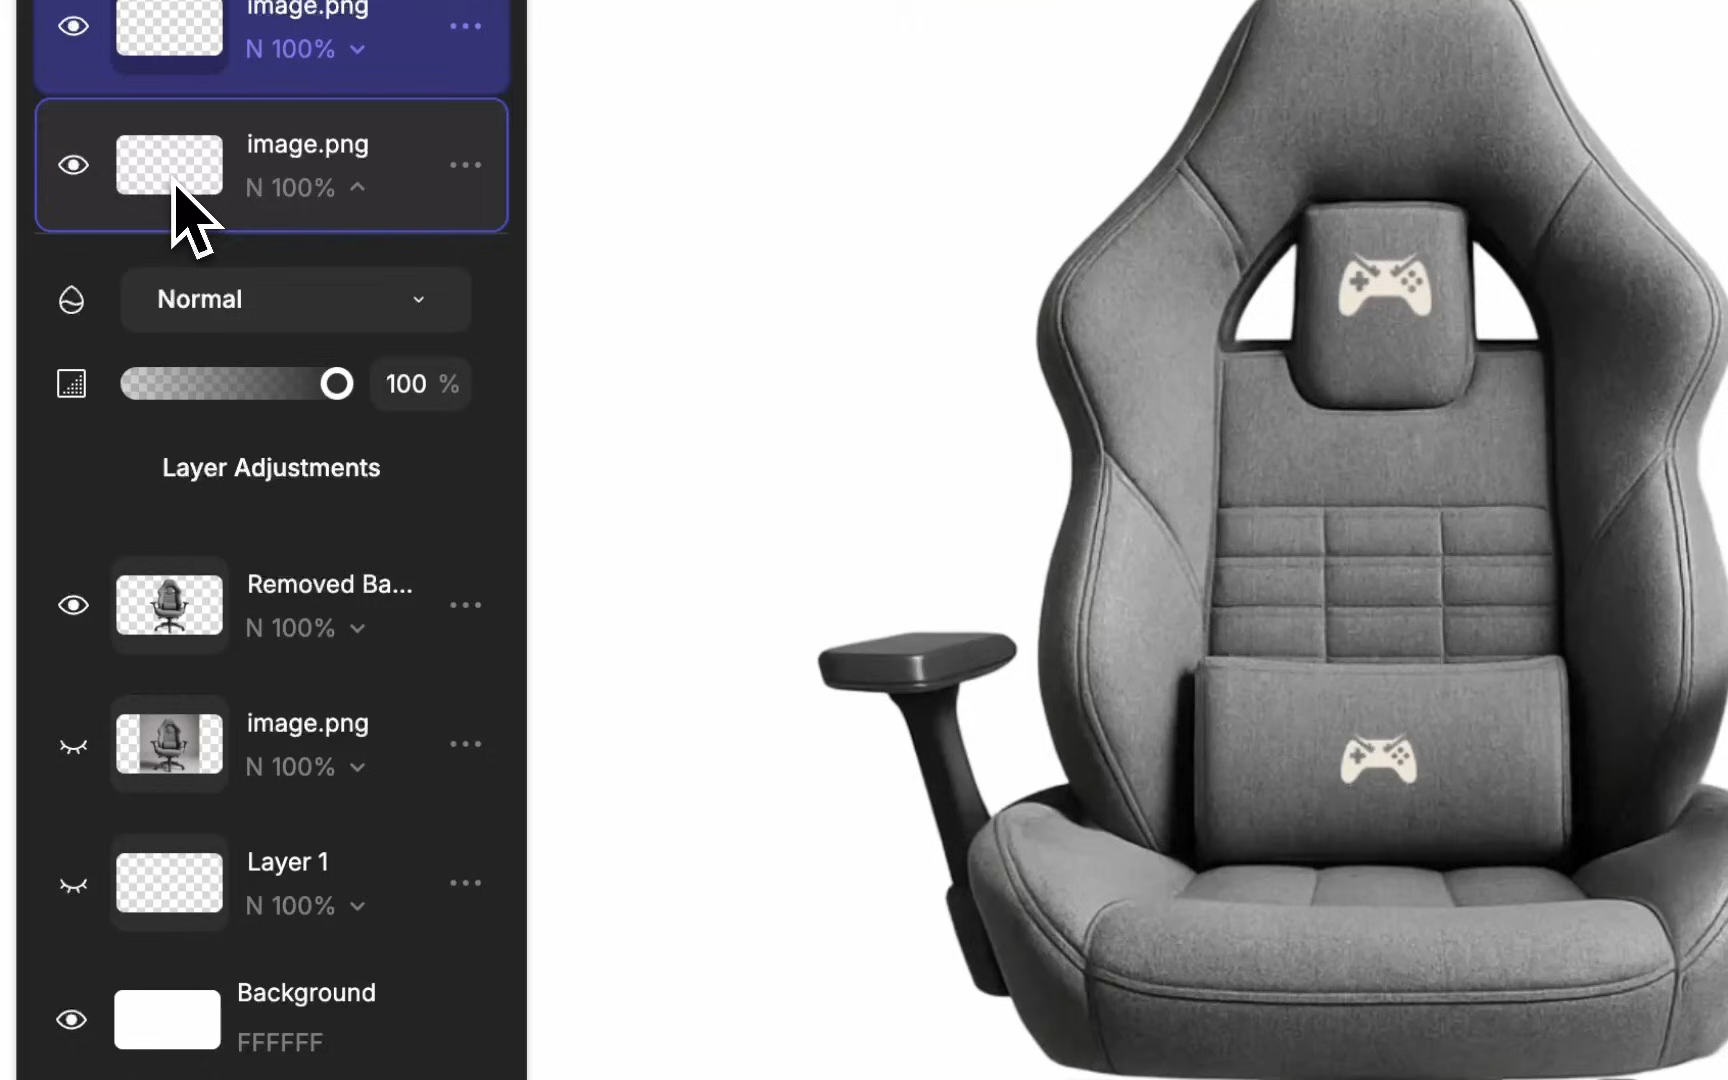 image.png
N 100%
image.png
N 100%
Normal
100 %
Layer Adjustments
Removed Ba...
N 100%
image.png
N 100%
Layer 1
N 100%
Background
FFFFFF